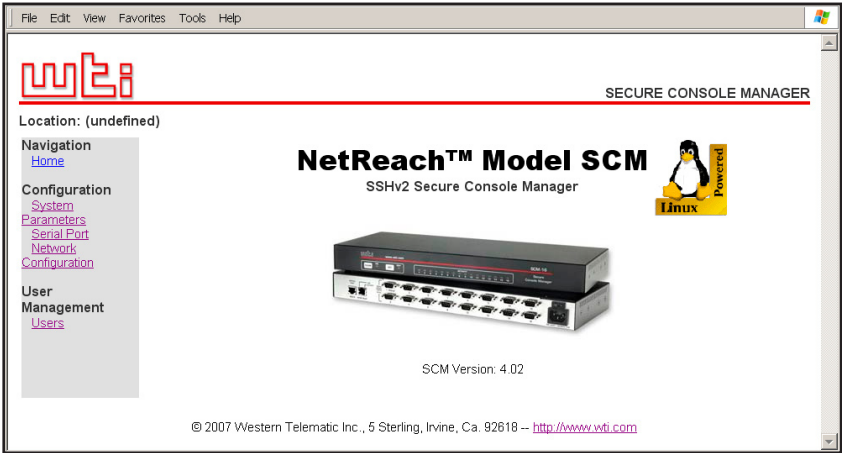 File Edit View Favorites Tools Help
wti
SECURE CONSOLE MANAGER
Location: (undefined)
Navigation
Home
Configuration
System
Parameters
Serial Port
Network
Configuration
User
Management
Users
NetReach™ Model SCM
SSHv2 Secure Console Manager
Linux
Powered
SCM Version: 4.02
© 2007 Western Telematic Inc., 5 Sterling, Irvine, Ca. 92618 -- http://www.wti.com